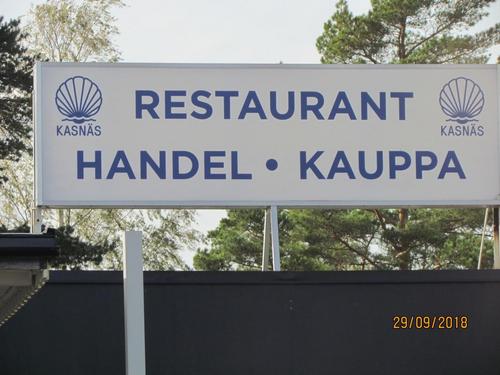 RESTAURANT
KASNÄS
KASNÄS
HANDEL • KAUPPA
29/09/2018